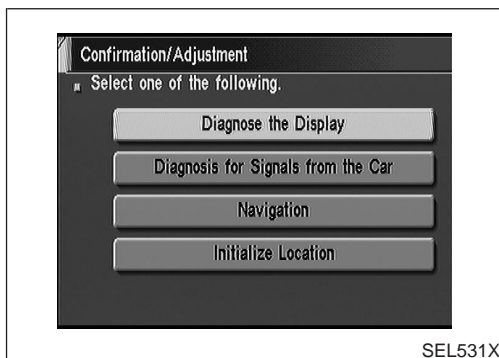 Confirmation/Adjustment
Select one of the following.
Diagnose the Display
Diagnosis for Signals from the Car
Navigation
Initialize Location
SEL531X